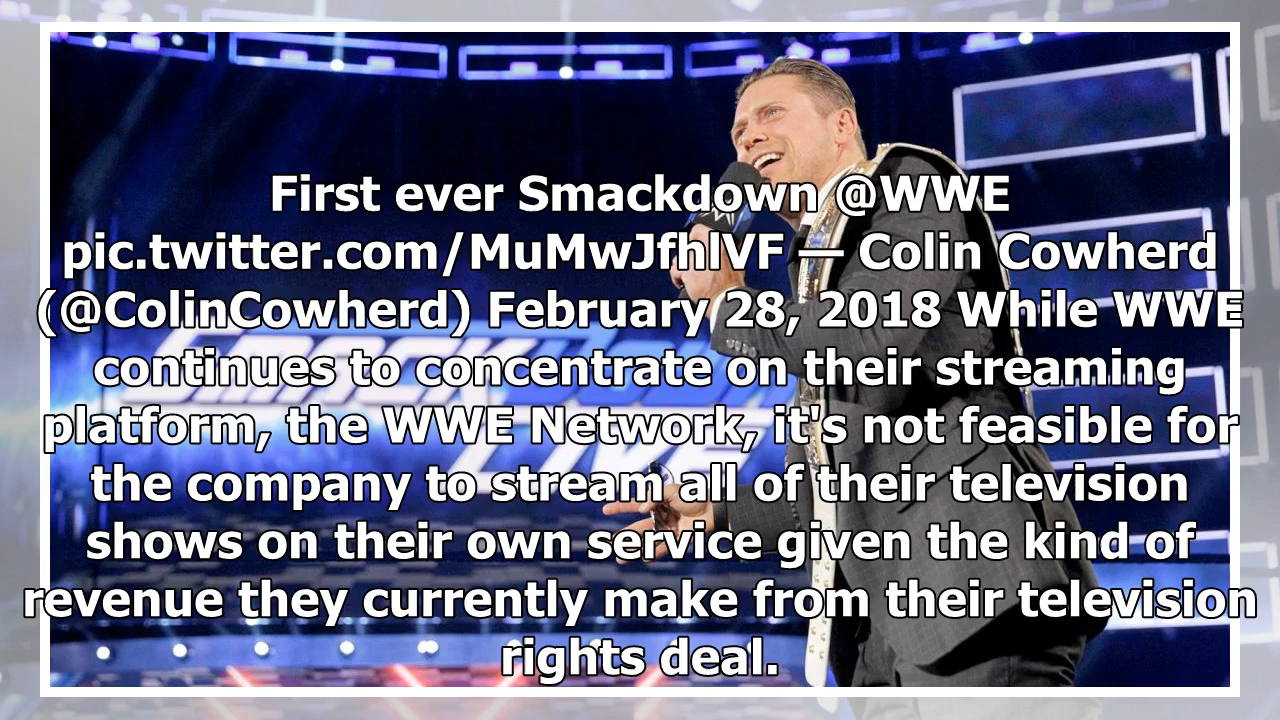 First ever Smackdown @WWE
pic.twitter.com/MuMwJfhlVF — Colin Cowherd
(@ColinCowherd) February 28, 2018 While WWE
continues to concentrate on their streaming
platform, the WWE Network, it's not feasible for
the company to stream all of their television
shows on their own service given the kind of
revenue they currently make from their television
rights deal.
SmackDown
LIVE